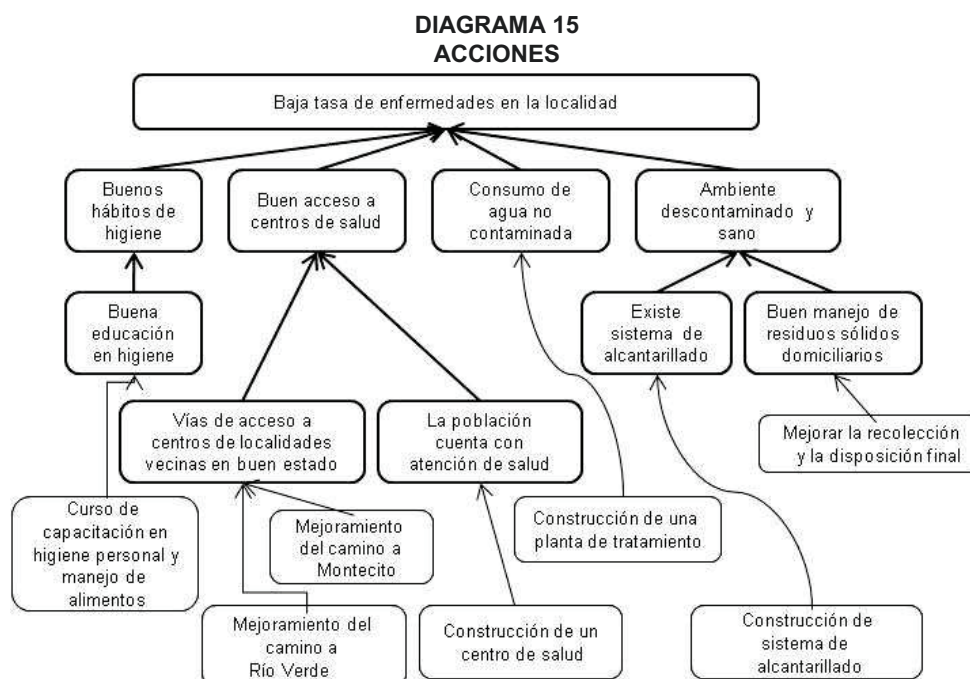 DIAGRAMA 15
ACCIONES
Baja tasa de enfermedades en la localidad
Buenos
hábitos de
higiene
Buen acceso a
centros de salud
Consumo de
agua no
contaminada
Ambiente
descontaminado y
sano
Buena
educación
en higiene
Existe
sistema de
alcantarillado
Buen manejo de
residuos sólidos
domiciliarios
Vías de acceso a
centros de localidades
vecinas en buen estado
La población
cuenta con
atención de salud
Mejorar la recolección
y la disposición final
Curso de
capacitación en
higiene personal y
manejo de
alimentos
Mejoramiento
del camino a
Montecito
Construcción de una
planta de tratamiento
Mejoramiento del
camino a
Río Verde
Construcción de un
centro de salud
Construcción de
sistema de
alcantarillado